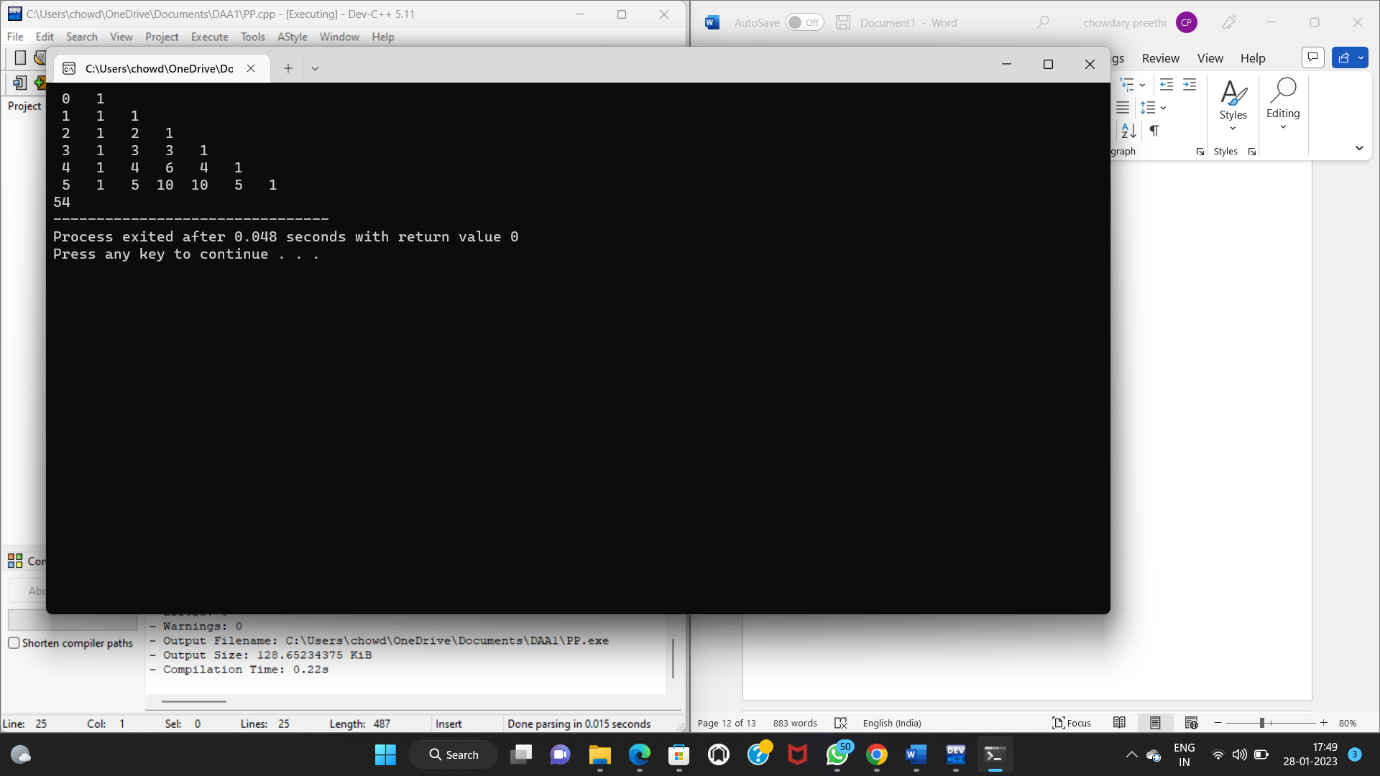 C:\Users\chowd\OneDrive\Documents\DAA1\PP.cpp - [Executing] - Dev-C++ 5.11
File Edit Search View Project Execute Tools AStyle Window Help
Project
AutoSave Off Document1 - Word chowdary preethi CP
Review View Help
Styles
Editing
Styles
C:\Users\chowd\OneDrive\Dc
0 1
1 1 1
2 1 2 1
3 1 3 3 1
4 1 4 6 4 1
5 1 5 10 10 5 1
54
--------------------------------
Process exited after 0.048 seconds with return value 0
Press any key to continue . . .
Shorten compiler paths
- Warnings: 0
- Output Filename: C:\Users\chowd\OneDrive\Documents\DAA1\PP.exe
- Output Size: 128.65234375 KiB
- Compilation Time: 0.22s
Line: 25 Col: 1 Sel: 0 Lines: 25 Length: 487 Insert Done parsing in 0.015 seconds
Page 12 of 13 883 words English (India) Focus 80%
Search
50
DEV
ENG
IN
17:49
28-01-2023
3